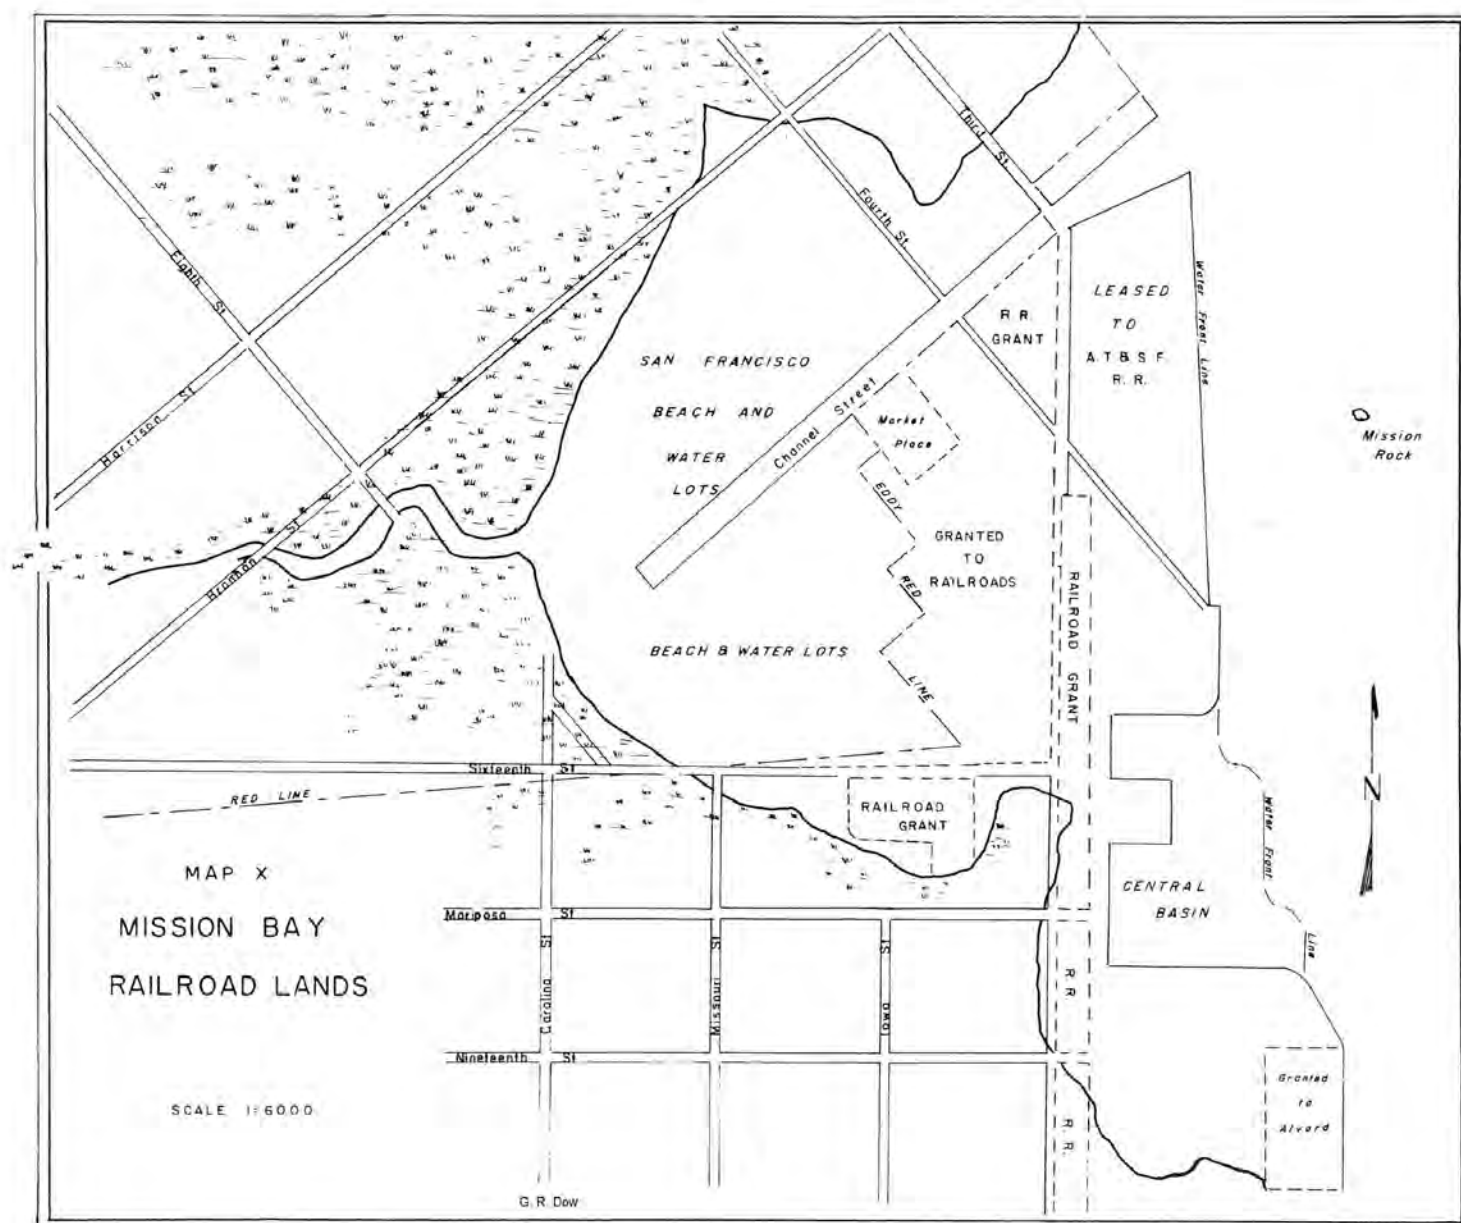 Third St
Fourth St
Eighth St
Water Front Line
LEASED
TO
A.T & S F.
R. R.
R R.
GRANT
SAN FRANCISCO
BEACH AND
WATER
LOTS
Channel Street
Market
Place
Mission
Rock
Harrison St
EDDY
RED
LINE
GRANTED
TO
RAILROADS
Brannan St
RAILROAD GRANT
BEACH & WATER LOTS
Sixteenth St
RED LINE
RAILROAD
GRANT
Water Front
Line
N
MAP X
MISSION BAY
RAILROAD LANDS
CENTRAL
BASIN
Mariposa St
Carolina St
Missouri St
Iowa St
R R
Nineteenth St
Granted
to
Alvord
SCALE 1:6000
R. R.
G. R. Dow